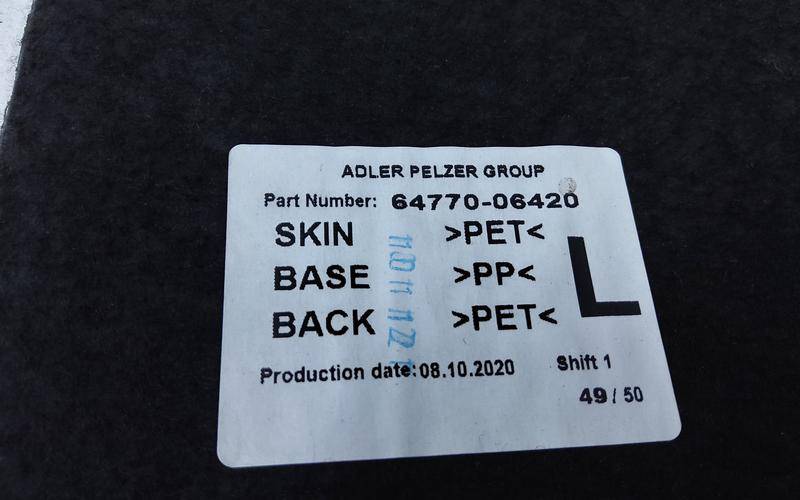 ADLER PELZER GROUP
Part Number: 64770-06420
SKIN >PET<
BASE >PP<
BACK >PET<
L
Production date:08.10.2020 Shift 1
49 / 50